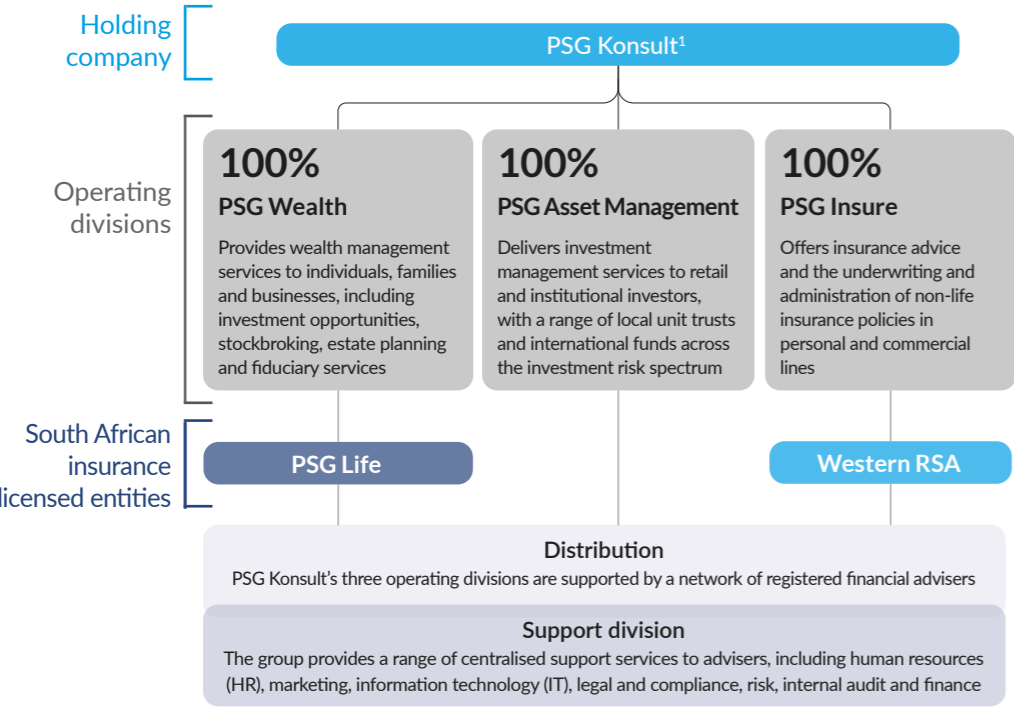 Holding
company
PSG Konsult¹
Operating
divisions
100%
PSG Wealth
Provides wealth management
services to individuals, families
and businesses, including
investment opportunities,
stockbroking, estate planning
and fiduciary services
100%
PSG Asset Management
Delivers investment
management services to retail
and institutional investors,
with a range of local unit trusts
and international funds across
the investment risk spectrum
100%
PSG Insure
Offers insurance advice
and the underwriting and
administration of non-life
insurance policies in
personal and commercial
lines
South African
insurance
licensed entities
PSG Life
Western RSA
Distribution
PSG Konsult's three operating divisions are supported by a network of registered financial advisers
Support division
The group provides a range of centralised support services to advisers, including human resources
(HR), marketing, information technology (IT), legal and compliance, risk, internal audit and finance